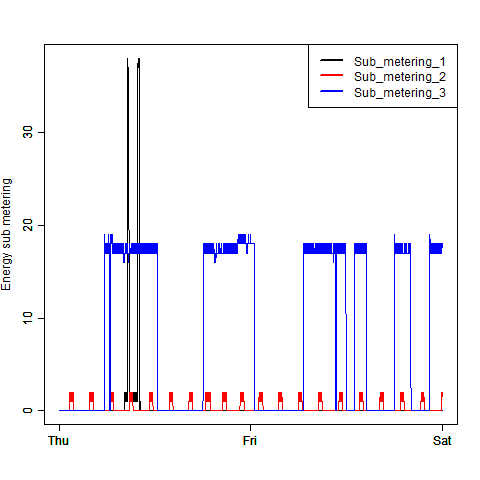 Sub_metering_1
Sub_metering_2
Sub_metering_3
Energy sub metering
30
20
10
0
Thu Fri Sat